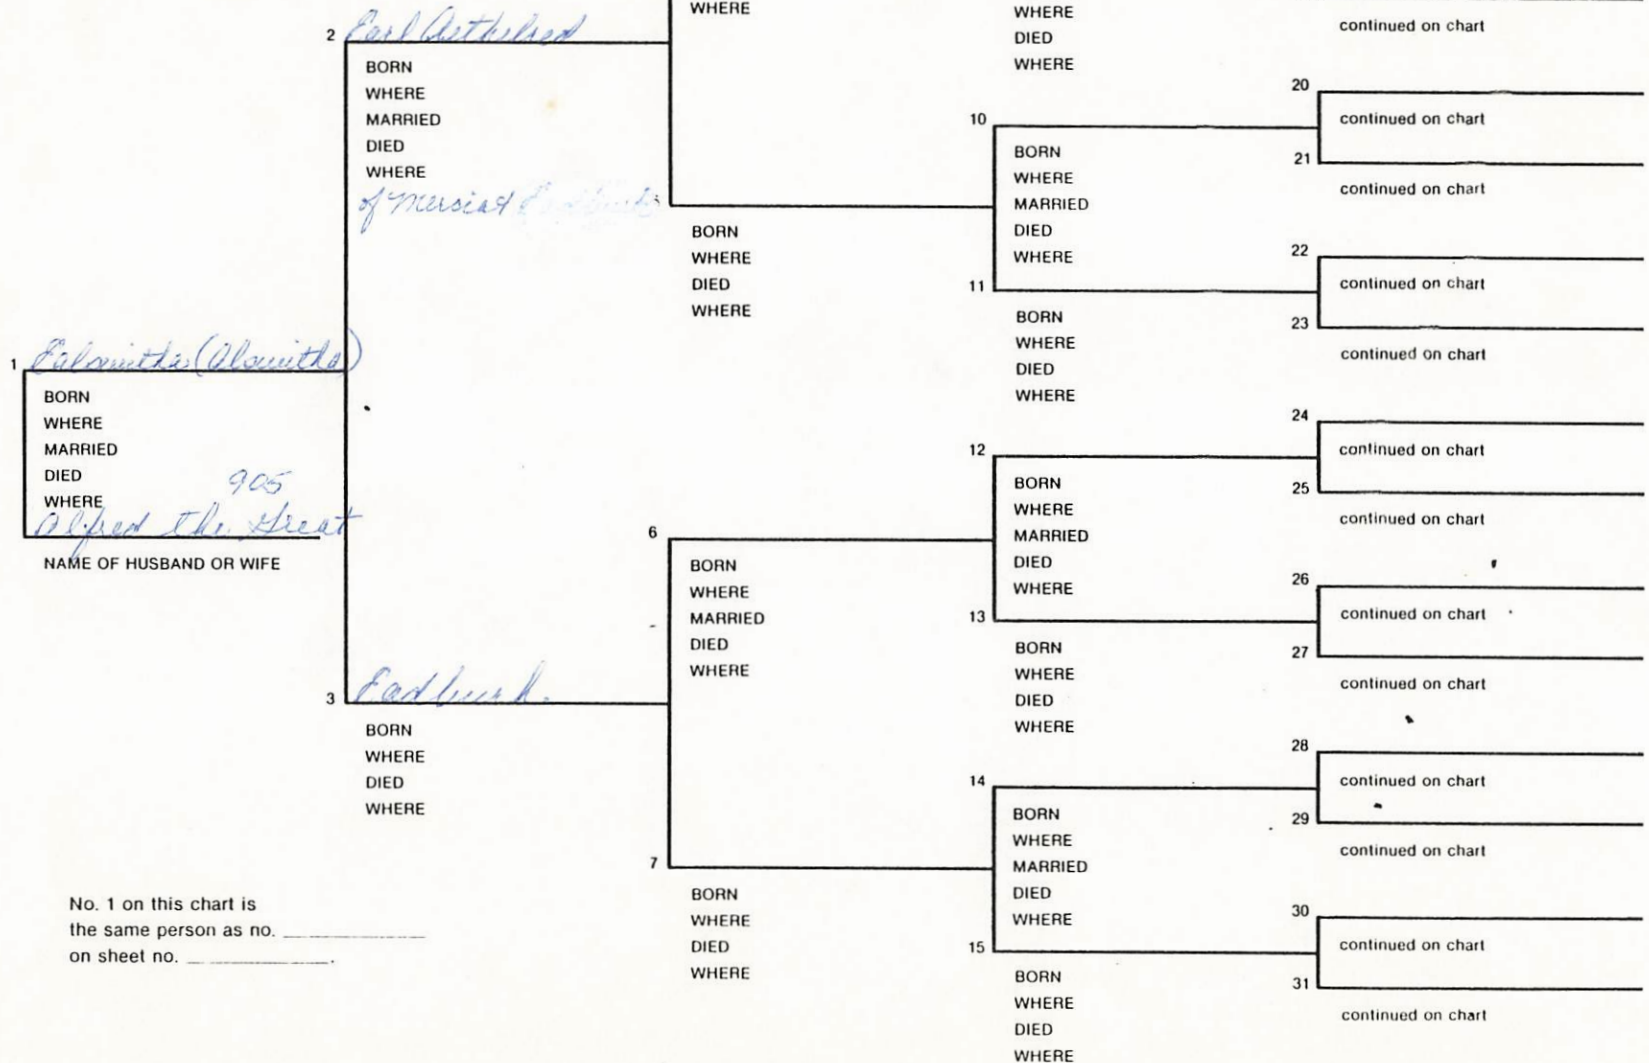 1 Ealswitha (Alswitha)
BORN
WHERE
MARRIED
DIED 905
WHERE
Alfred the Great
NAME OF HUSBAND OR WIFE
No. 1 on this chart is
the same person as no.
on sheet no.
2 Earl Aethelred
BORN
WHERE
MARRIED
DIED
WHERE
of Mersia &
3 Eadburh.
BORN
WHERE
DIED
WHERE
WHERE
BORN
WHERE
DIED
WHERE
6
BORN
WHERE
MARRIED
DIED
WHERE
7
BORN
WHERE
DIED
WHERE
WHERE
DIED
WHERE
10
BORN
WHERE
MARRIED
DIED
WHERE
11
BORN
WHERE
DIED
WHERE
12
BORN
WHERE
MARRIED
DIED
WHERE
13
BORN
WHERE
DIED
WHERE
14
BORN
WHERE
MARRIED
DIED
WHERE
15
BORN
WHERE
DIED
WHERE
continued on chart
20
continued on chart
21
continued on chart
22
continued on chart
23
continued on chart
24
continued on chart
25
continued on chart
26
continued on chart
27
continued on chart
28
continued on chart
29
continued on chart
30
continued on chart
31
continued on chart